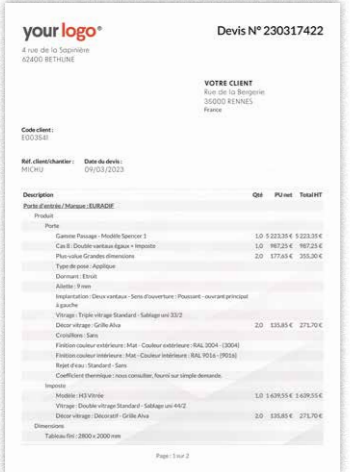 your logo®
Devis N° 230317422
4 rue de la Sapinière
62400 BETHUNE
VOTRE CLIENT
Rue de la Bergerie
35000 RENNES
France
Code client :
E003541
Réf. client/chantier : Date du devis :
MICHU 09/03/2023
Description Qté PU net Total HT
Porte d'entrée / Marque : EURADIF
Produit
Porte
Gamme Passage - Modèle Spencer 1 1,0 5 223,35 € 5 223,35 €
Cas 8 : Double vantaux égaux + Imposte 1,0 987,25 € 987,25 €
Plus-value Grandes dimensions 2,0 177,65 € 355,30 €
Type de pose : Applique
Dormant : Etroit
Ailette : 9 mm
Implantation : Deux vantaux - Sens d'ouverture : Poussant - ouvrant principal
à gauche
Vitrage : Triple vitrage Standard - Sablage uni 33/2
Décor vitrage : Grille Alva 2,0 135,85 € 271,70 €
Croisillons : Sans
Finition couleur extérieure : Mat - Couleur extérieure : RAL 3004 - (3004)
Finition couleur intérieure : Mat - Couleur intérieure : RAL 9016 - (9016)
Rejet d'eau : Standard - Sans
Coefficient thermique : nous consulter, fourni sur simple demande.
Imposte
Modèle : H3 Vitrée 1,0 1 639,55 € 1 639,55 €
Vitrage : Double vitrage Standard - Sablage uni 44/2
Décor vitrage : Décoratif - Grille Alva 2,0 135,85 € 271,70 €
Dimensions
Tableau fini : 2800 x 2000 mm
Page : 1 sur 2